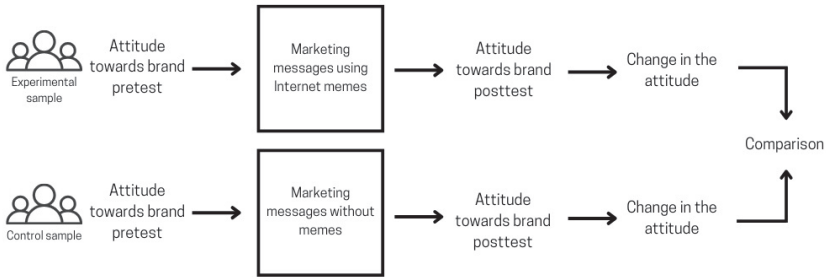 Experimental
sample
Attitude
towards brand
pretest
Marketing
messages using
Internet memes
Attitude
towards brand
posttest
Change in the
attitude
Comparison
Control sample
Attitude
towards brand
pretest
Marketing
messages without
memes
Attitude
towards brand
posttest
Change in the
attitude